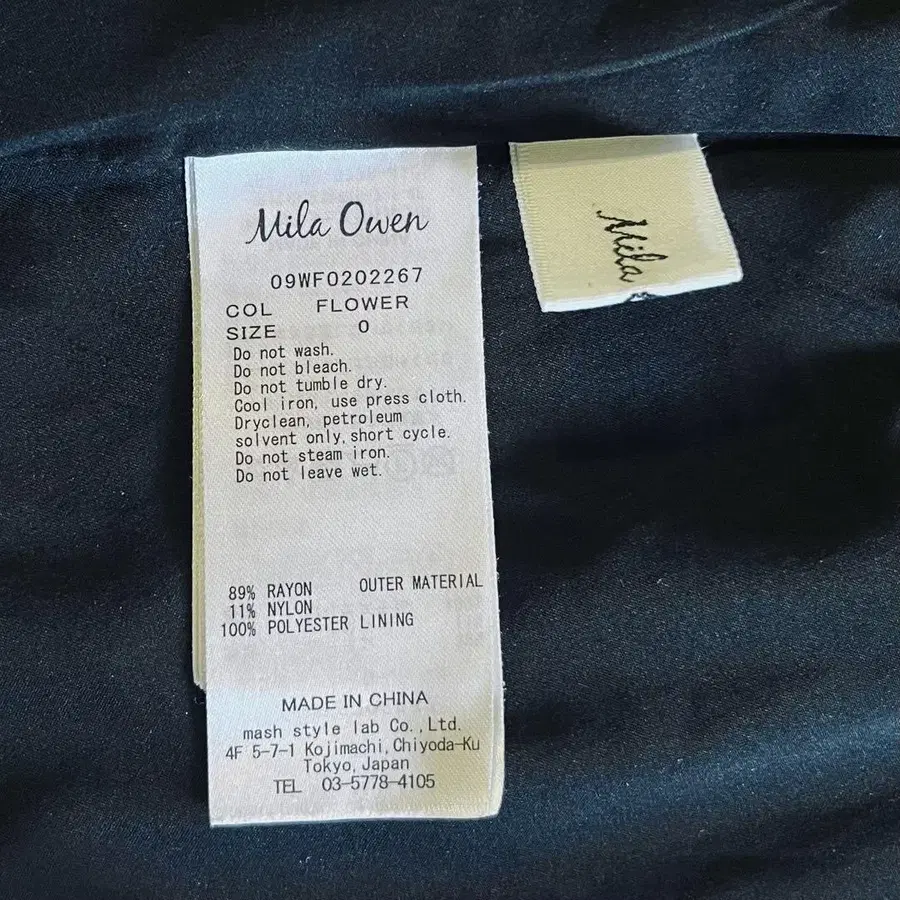 Mila Owen
09WF0202267
COL FLOWER
SIZE 0
Do not wash.
Do not bleach.
Do not tumble dry.
Cool iron, use press cloth.
Dryclean, petroleum
solvent only, short cycle.
Do not steam iron.
Do not leave wet.
89% RAYON OUTER MATERIAL
11% NYLON
100% POLYESTER LINING
MADE IN CHINA
mash style lab Co., Ltd.
4F 5-7-1 Kojimachi, Chiyoda-Ku
Tokyo, Japan
TEL 03-5778-4105
Mila